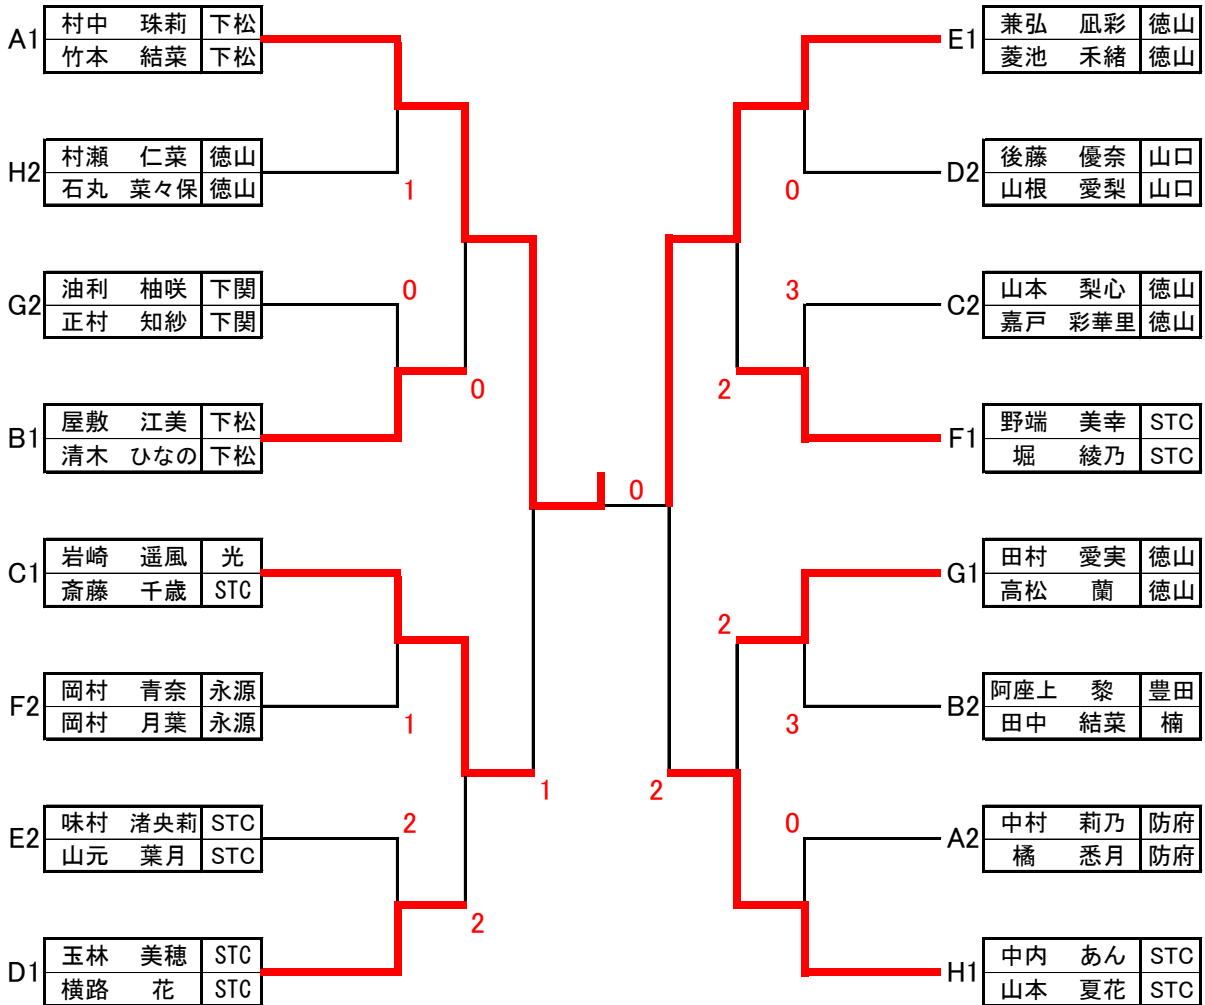 A1
村中 珠莉 下松
竹本 結菜 下松
H2
村瀬 仁菜 徳山
石丸 菜々保 徳山
1
G2
油利 柚咲 下関
正村 知紗 下関
0
B1
屋敷 江美 下松
清木 ひなの 下松
0
C1
岩崎 遥風 光
斎藤 千歳 STC
F2
岡村 青奈 永源
岡村 月葉 永源
1
1
E2
味村 渚央莉 STC
山元 葉月 STC
2
D1
玉林 美穂 STC
横路 花 STC
2
0
E1
兼弘 凪彩 徳山
菱池 禾緒 徳山
D2
後藤 優奈 山口
山根 愛梨 山口
0
C2
山本 梨心 徳山
嘉戸 彩華里 徳山
3
2
F1
野端 美幸 STC
堀 綾乃 STC
G1
田村 愛実 徳山
高松 蘭 徳山
2
B2
阿座上 黎 豊田
田中 結菜 楠
3
2
A2
中村 莉乃 防府
橘 悉月 防府
0
H1
中内 あん STC
山本 夏花 STC